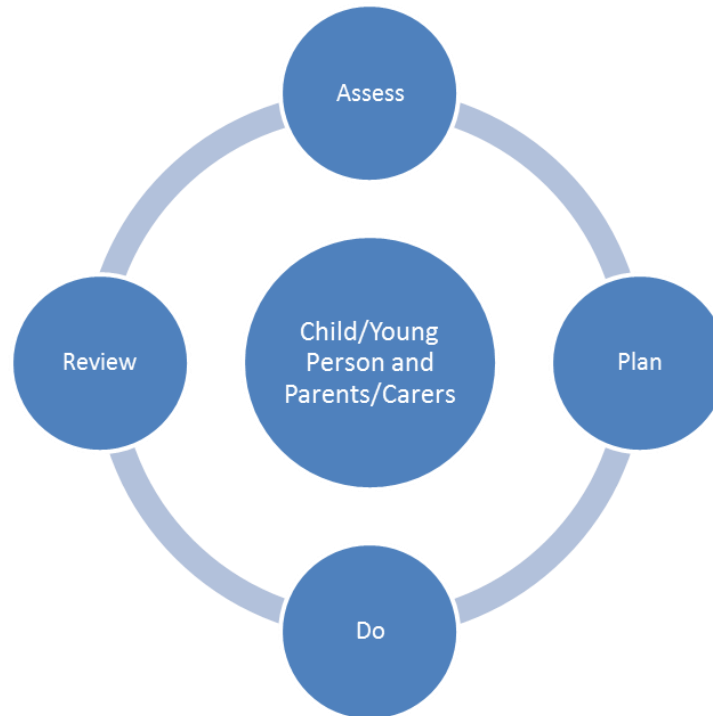 Assess
Review
Child/Young
Person and
Parents/Carers
Plan
Do